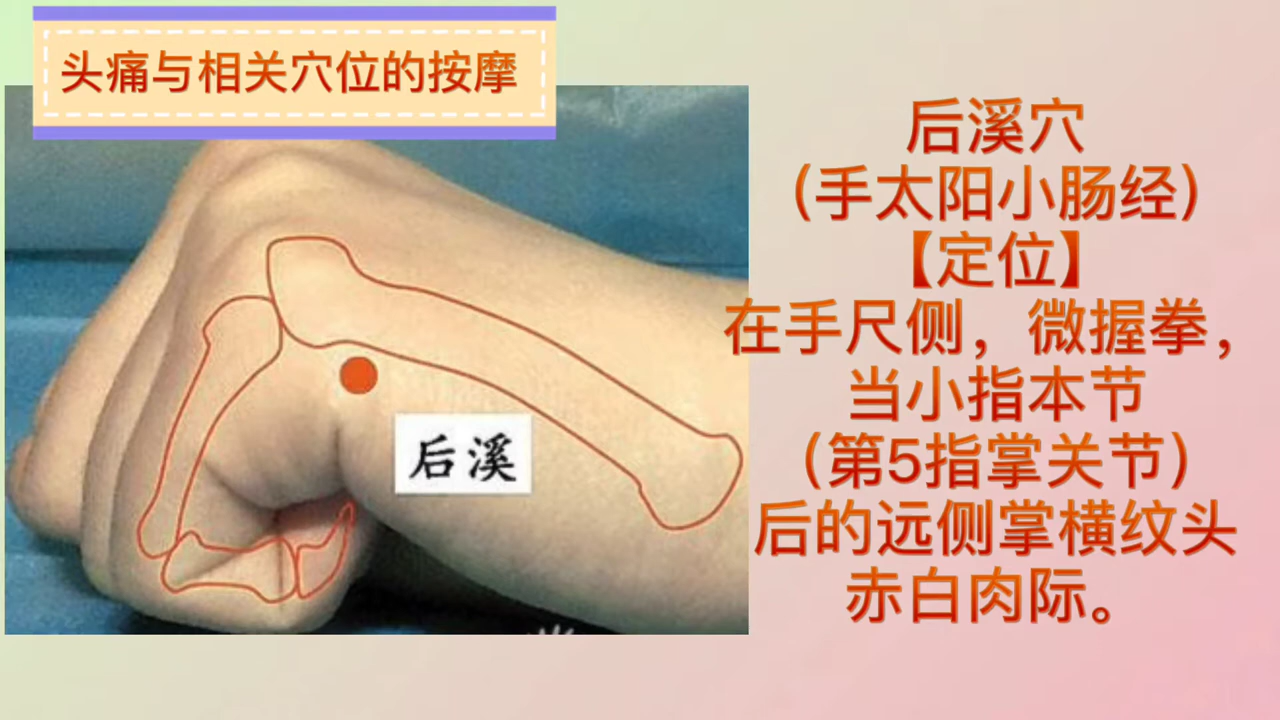 头痛与相关穴位的按摩
后溪穴
（手太阳小肠经）
【定位】
在手尺侧，微握拳，
当小指本节
（第5指掌关节）
后的远侧掌横纹头
赤白肉际。
后溪